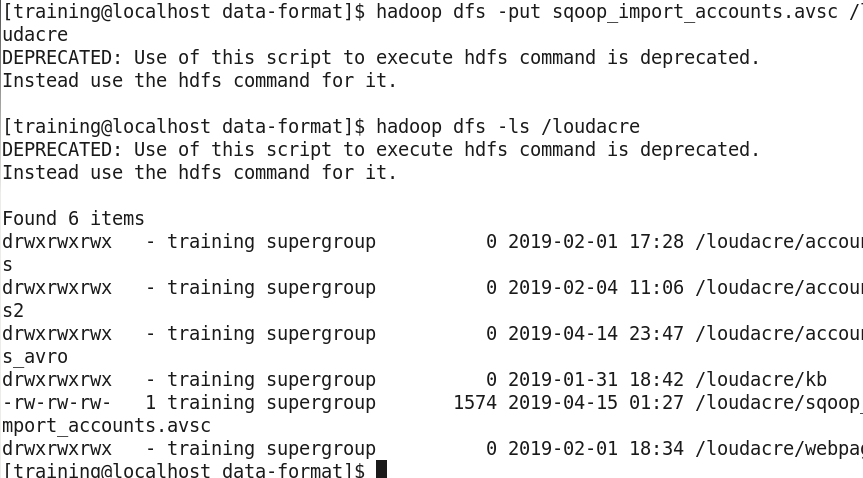 [training@localhost data-format]$ hadoop dfs -put sqoop_import_accounts.avsc /l
udacre
DEPRECATED: Use of this script to execute hdfs command is deprecated.
Instead use the hdfs command for it.
[training@localhost data-format]$ hadoop dfs -ls /loudacre
DEPRECATED: Use of this script to execute hdfs command is deprecated.
Instead use the hdfs command for it.
Found 6 items
drwxrwxrwx   - training supergroup          0 2019-02-01 17:28 /loudacre/accou
s
drwxrwxrwx   - training supergroup          0 2019-02-04 11:06 /loudacre/accou
s2
drwxrwxrwx   - training supergroup          0 2019-04-14 23:47 /loudacre/accou
s_avro
drwxrwxrwx   - training supergroup          0 2019-01-31 18:42 /loudacre/kb
-rw-rw-rw-   1 training supergroup       1574 2019-04-15 01:27 /loudacre/sqoop_
mport_accounts.avsc
drwxrwxrwx   - training supergroup          0 2019-02-01 18:34 /loudacre/webpag
[training@localhost data-format]$